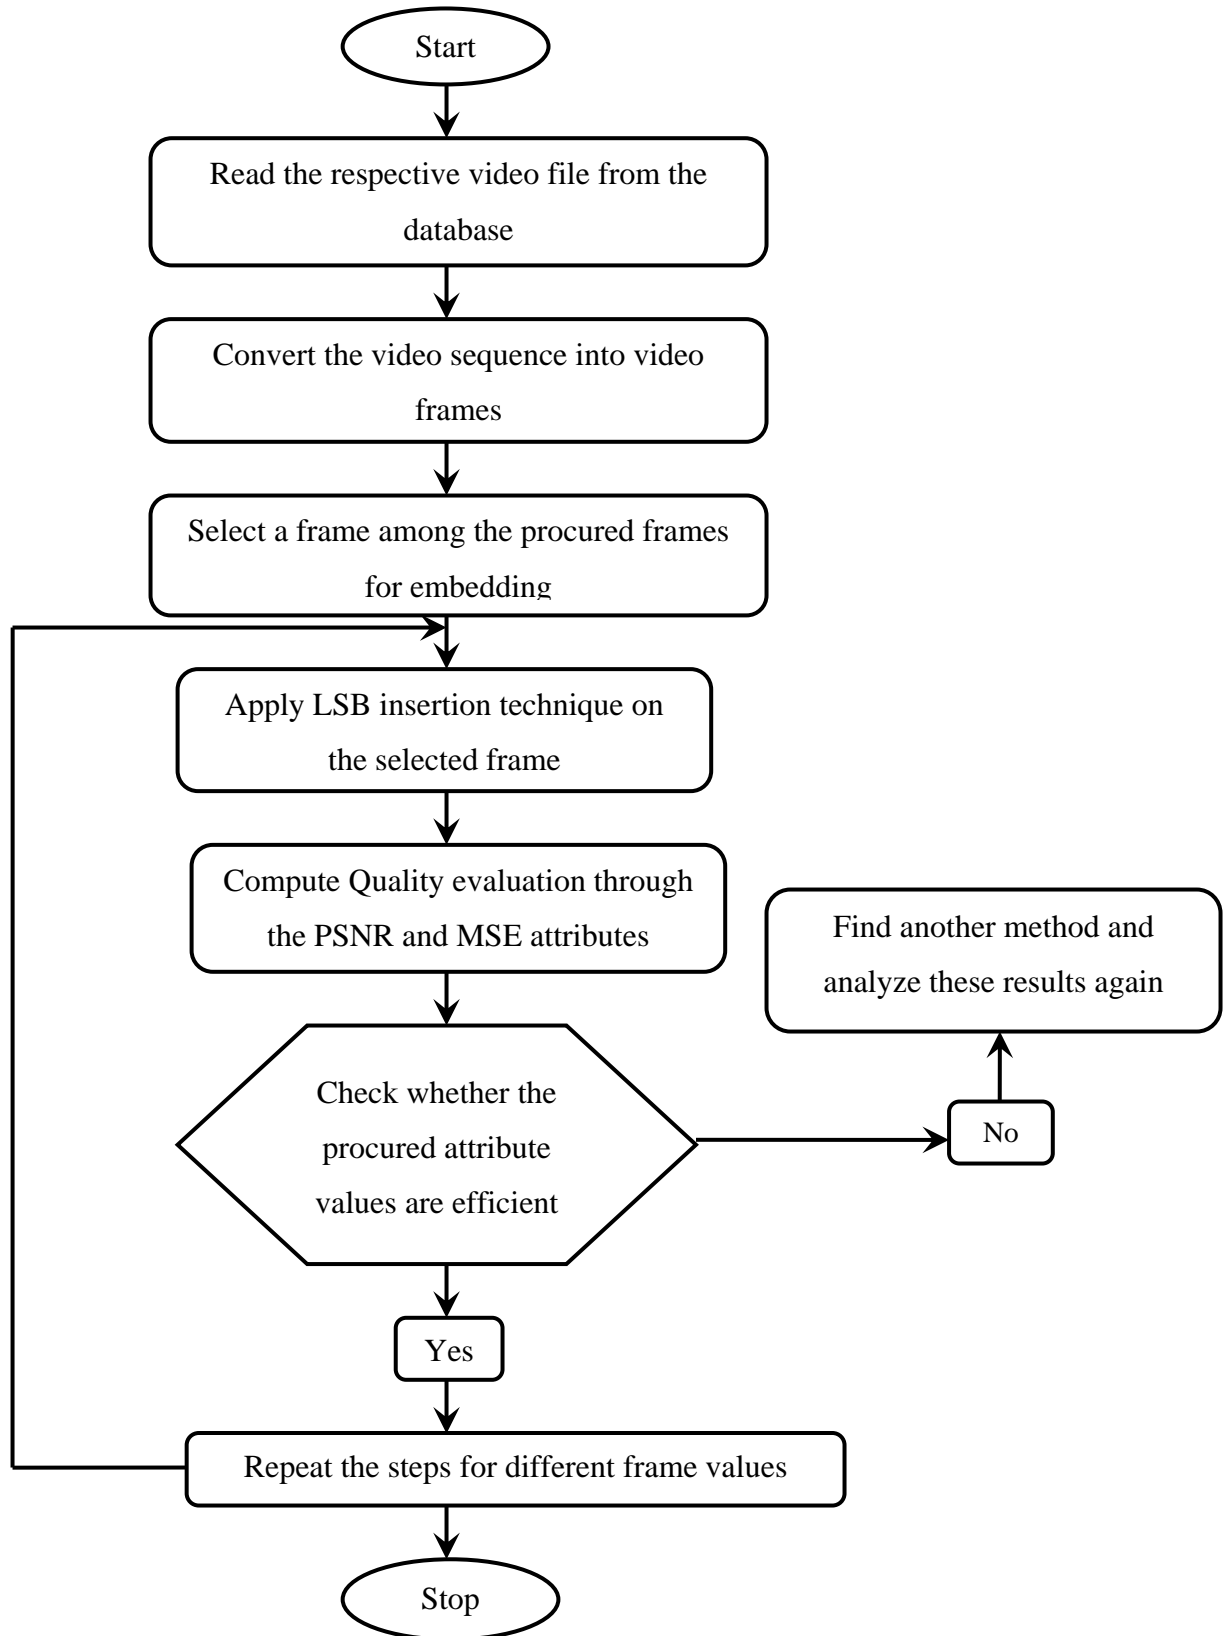 Start
Read the respective video file from the
database
Convert the video sequence into video
frames
Select a frame among the procured frames
for embedding
Apply LSB insertion technique on
the selected frame
Compute Quality evaluation through
the PSNR and MSE attributes
Find another method and
analyze these results again
Check whether the
procured attribute
values are efficient
No
Yes
Repeat the steps for different frame values
Stop